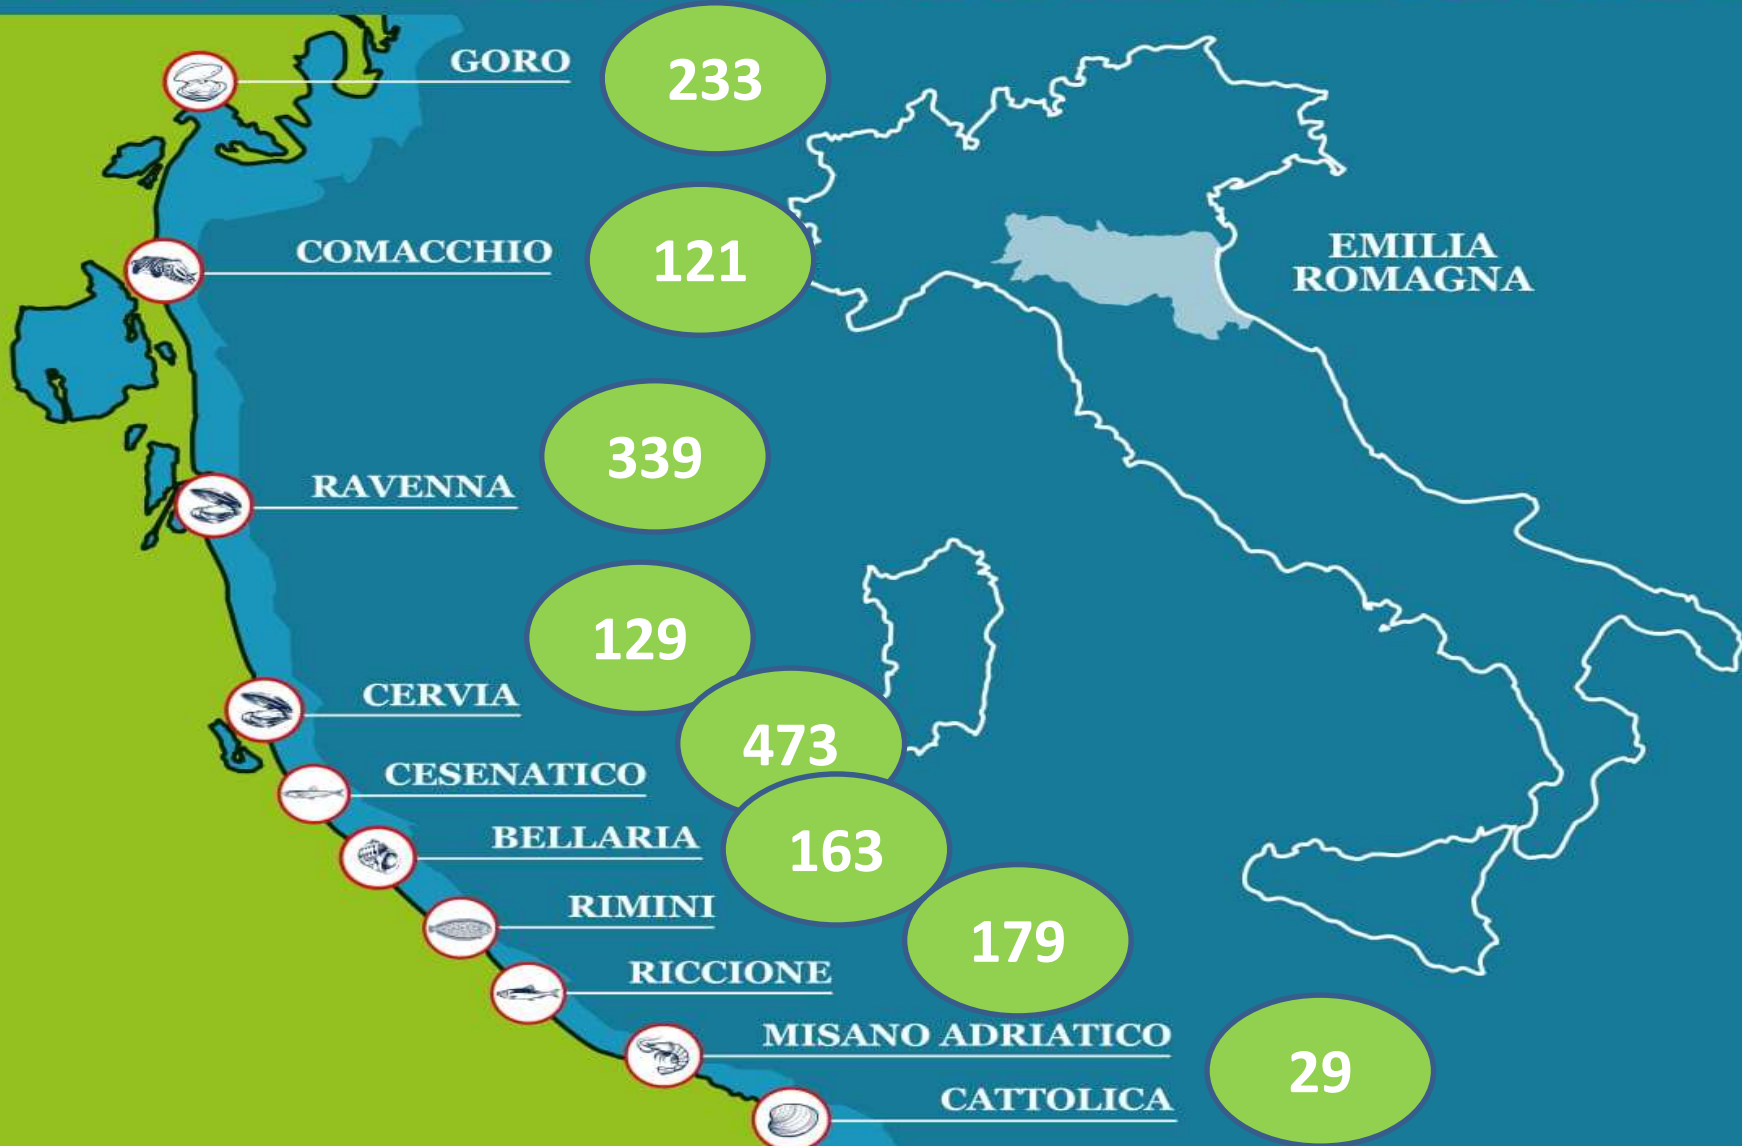 GORO
233
COMACCHIO
121
EMILIA
ROMAGNA
RAVENNA
339
129
CERVIA
473
CESENATICO
BELLARIA
163
RIMINI
179
RICCIONE
MISANO ADRIATICO
29
CATTOLICA